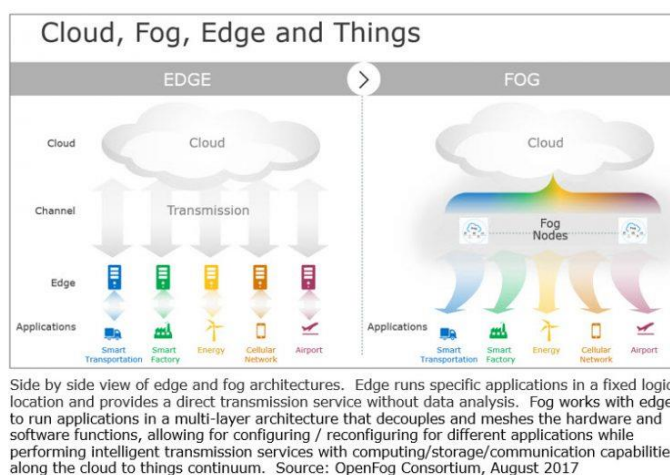 Cloud, Fog, Edge and Things
EDGE
FOG
Cloud
Cloud
Cloud
Channel
Transmission
Fog
Nodes
Edge
Applications
Smart
Transportation
Smart
Factory
Energy
Cellular
Network
Airport
Applications
Smart
Transportation
Smart
Factory
Energy
Cellular
Network
Airport
Side by side view of edge and fog architectures. Edge runs specific applications in a fixed logic
location and provides a direct transmission service without data analysis. Fog works with edge
to run applications in a multi-layer architecture that decouples and meshes the hardware and
software functions, allowing for configuring / reconfiguring for different applications while
performing intelligent transmission services with computing/storage/communication capabiliti
along the cloud to things continuum. Source: OpenFog Consortium, August 2017